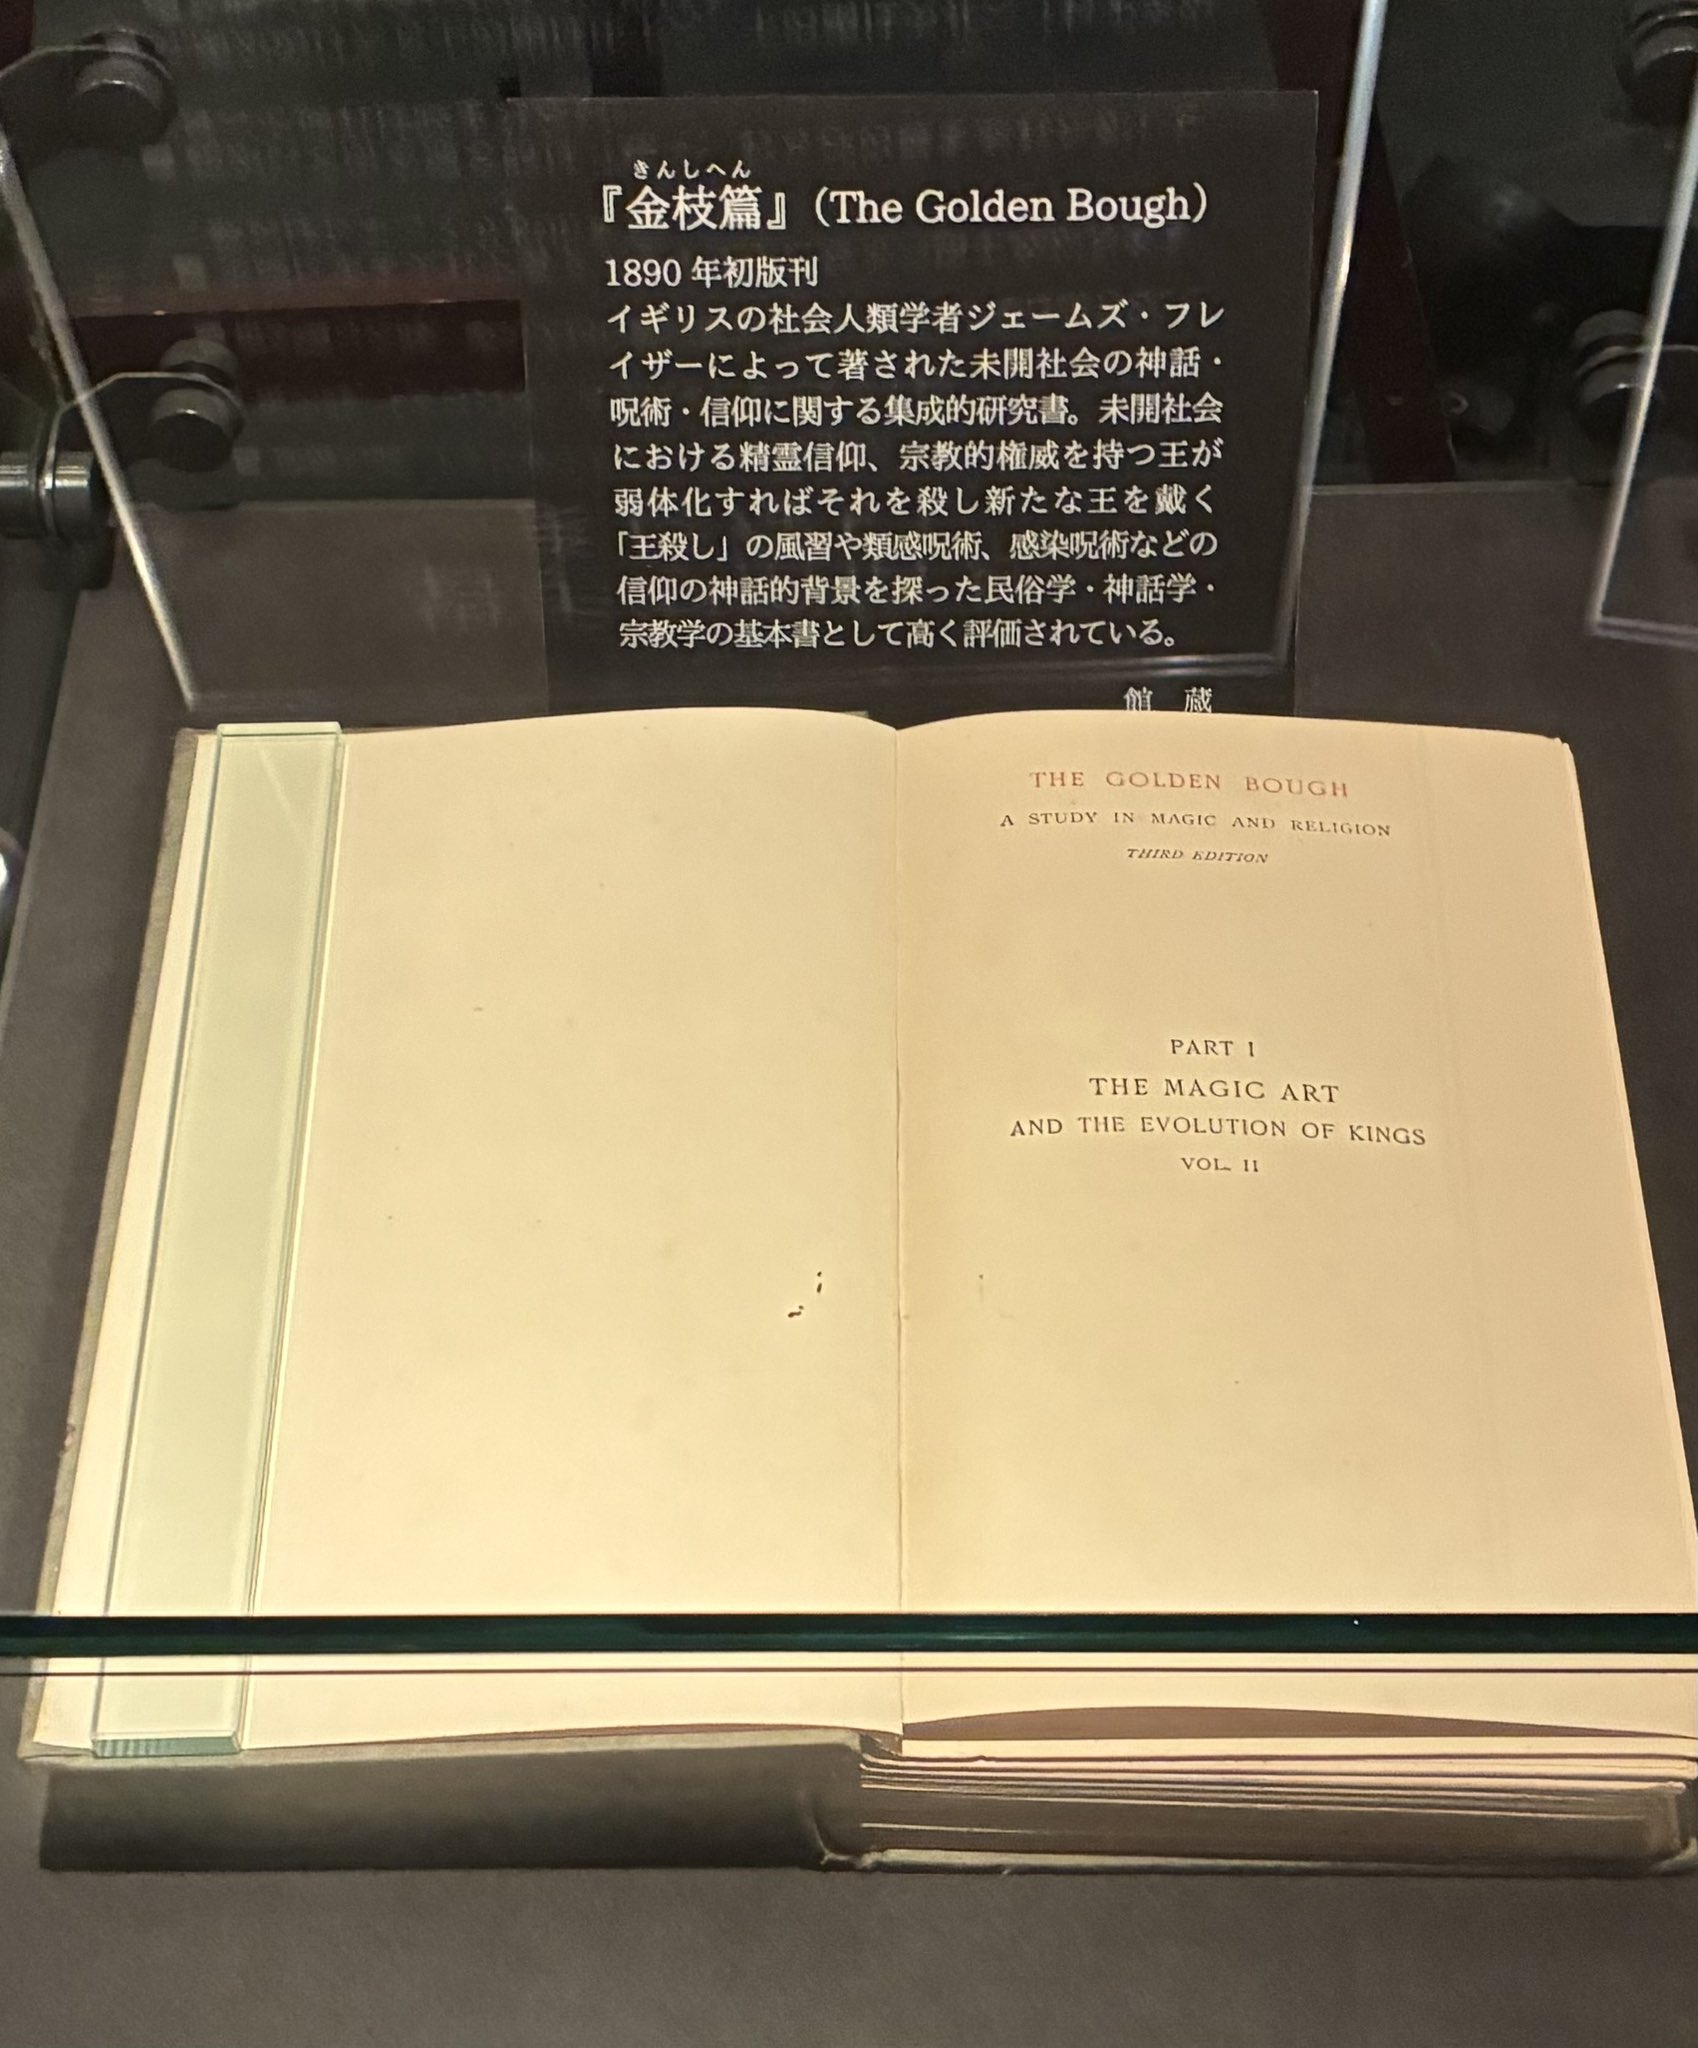 きんしへん
『金枝篇』(The Golden Bough)
1890 年初版刊
イギリスの社会人類学者ジェームズ・フレ
イザーによって著された未開社会の神話・
呪術・信仰に関する集成的研究書。未開社会
における精霊信仰、宗教的権威を持つ王が
弱体化すればそれを殺し新たな王を戴く
「王殺し」の風習や類感呪術、感染呪術などの
信仰の神話的背景を探った民俗学・神話学・
宗教学の基本書として高く評価されている。
館 蔵
THE GOLDEN BOUGH
A STUDY IN MAGIC AND RELIGION
THIRD EDITION
PART I
THE MAGIC ART
AND THE EVOLUTION OF KINGS
VOL. II